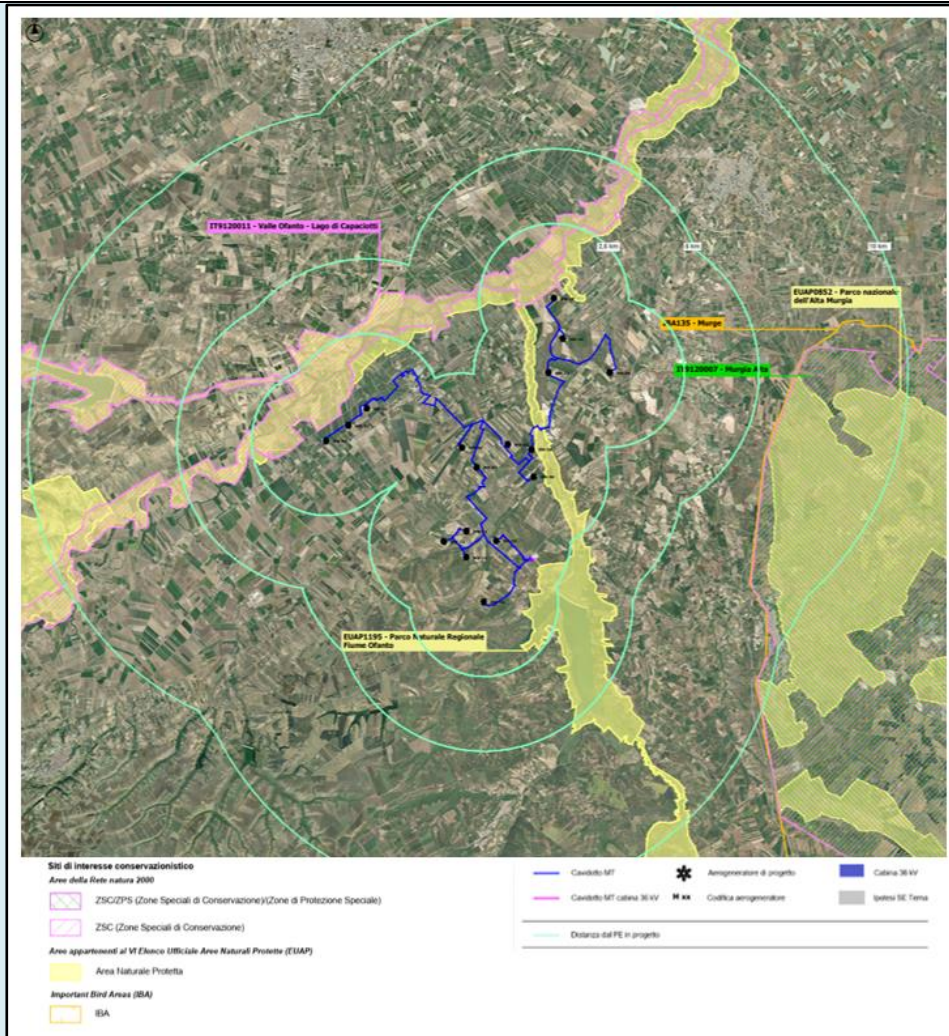 IT9120011 - Valle Ofanto - Lago di Capaciotti
2,5 km
5 km
10 km
EUAP0852 - Parco nazionale
dell'Alta Murgia
IBA135 - Murge
IT9120007 - Murgia Alta
EUAP1195 - Parco Naturale Regionale
Fiume Ofanto
Siti di interesse conservazionistico
Aree della Rete natura 2000
ZSC/ZPS (Zone Speciali di Conservazione)/(Zone di Protezione Speciale)
ZSC (Zone Speciali di Conservazione)
Aree appartenenti al VI Elenco Ufficiale Aree Naturali Protette (EUAP)
Area Naturale Protetta
Important Bird Areas (IBA)
IBA
Cavidotto MT
Aerogeneratore di progetto
Cabina 36 kV
Cavidotto MT cabina 36 kV
M xx
Codifica aerogeneratore
Ipotesi SE Terna
Distanza dal PE in progetto